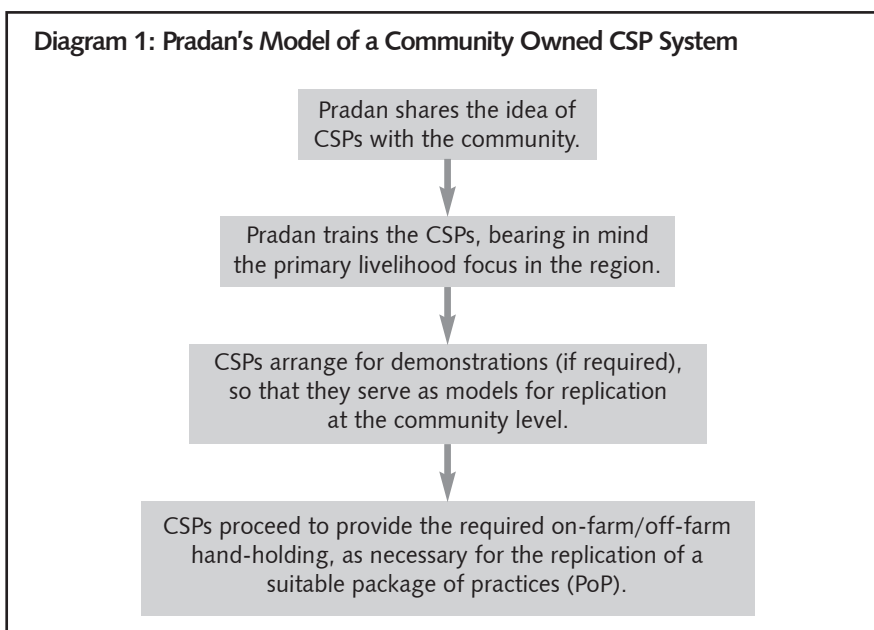 Diagram 1: Pradan's Model of a Community Owned CSP System
Pradan shares the idea of
CSPs with the community.
Pradan trains the CSPs, bearing in mind
the primary livelihood focus in the region.
CSPs arrange for demonstrations (if required),
so that they serve as models for replication
at the community level.
CSPs proceed to provide the required on-farm/off-farm
hand-holding, as necessary for the replication of a
suitable package of practices (PoP).